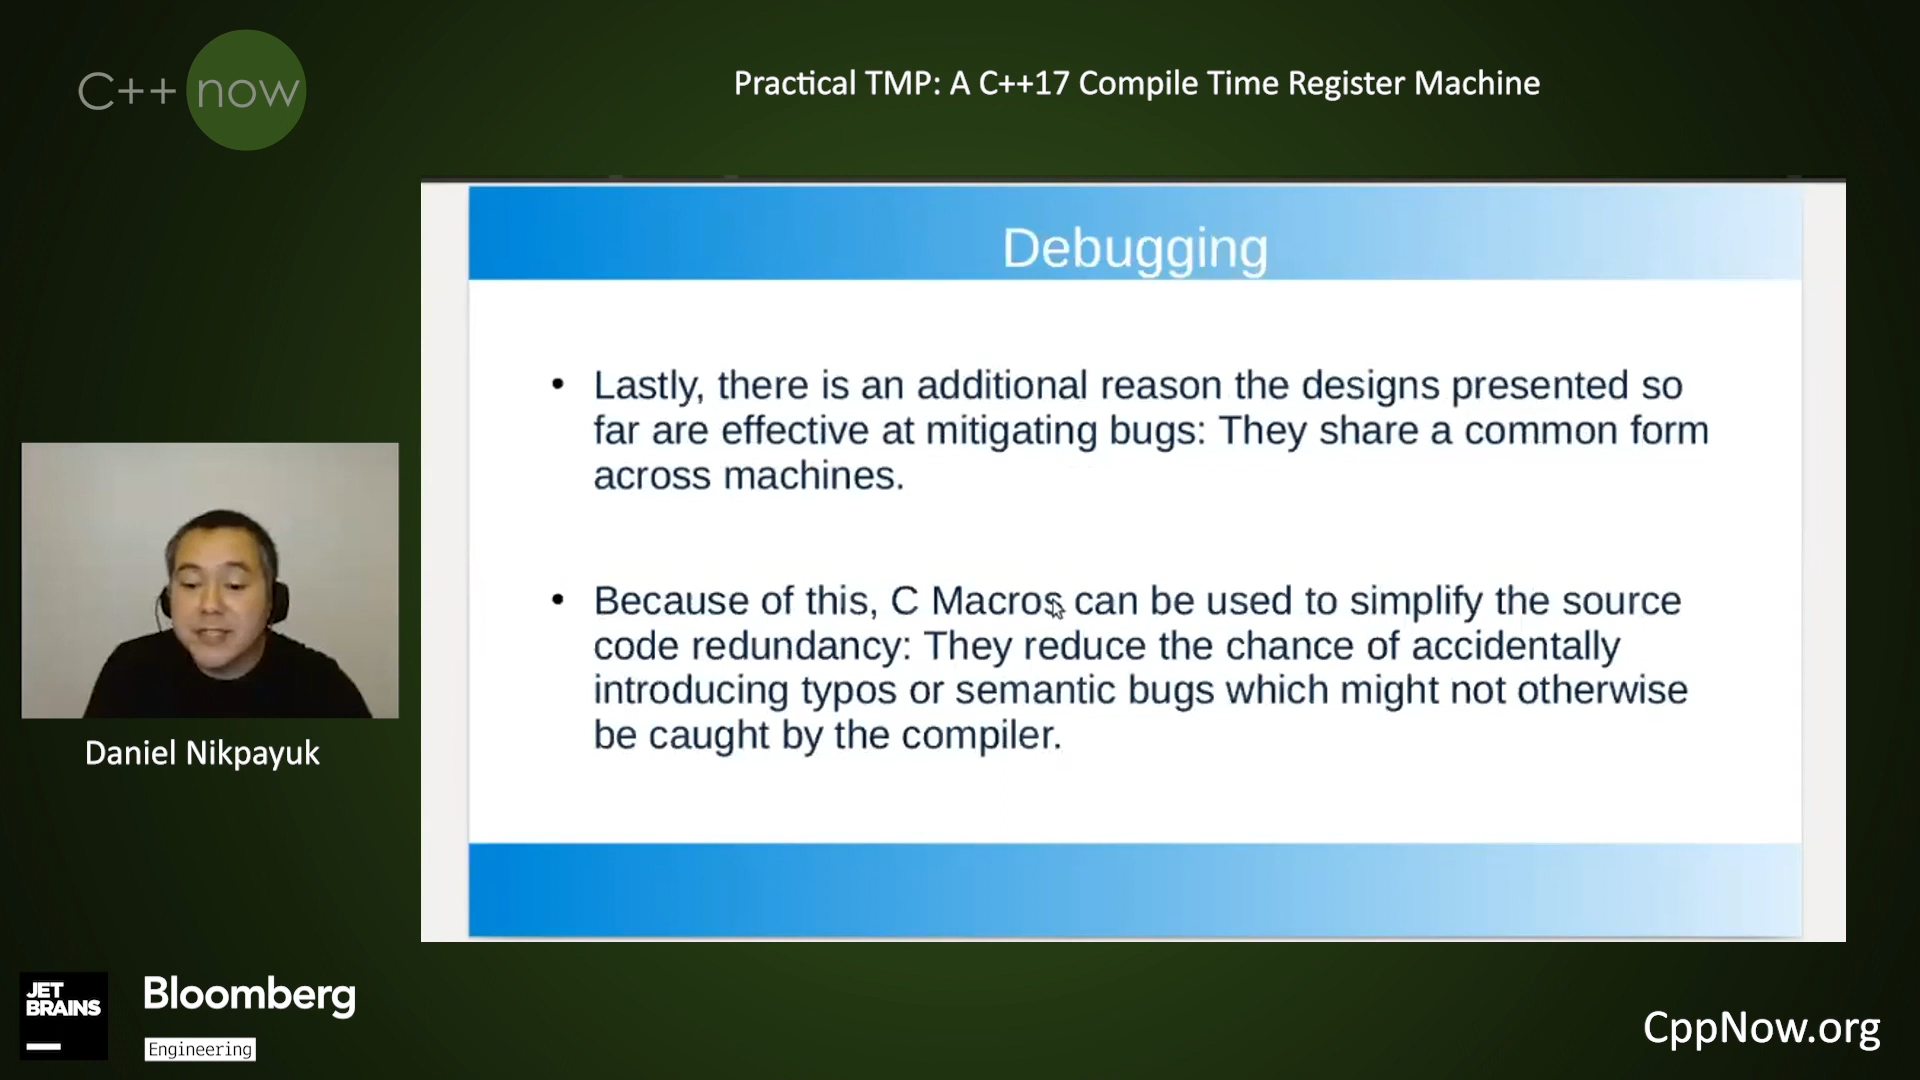 C++ now
Practical TMP: A C++17 Compile Time Register Machine
Debugging
• Lastly, there is an additional reason the designs presented so
far are effective at mitigating bugs: They share a common form
across machines.
• Because of this, C Macros can be used to simplify the source
code redundancy: They reduce the chance of accidentally
introducing typos or semantic bugs which might not otherwise
be caught by the compiler.
Daniel Nikpayuk
JET
BRAINS
Bloomberg
Engineering
CppNow.org